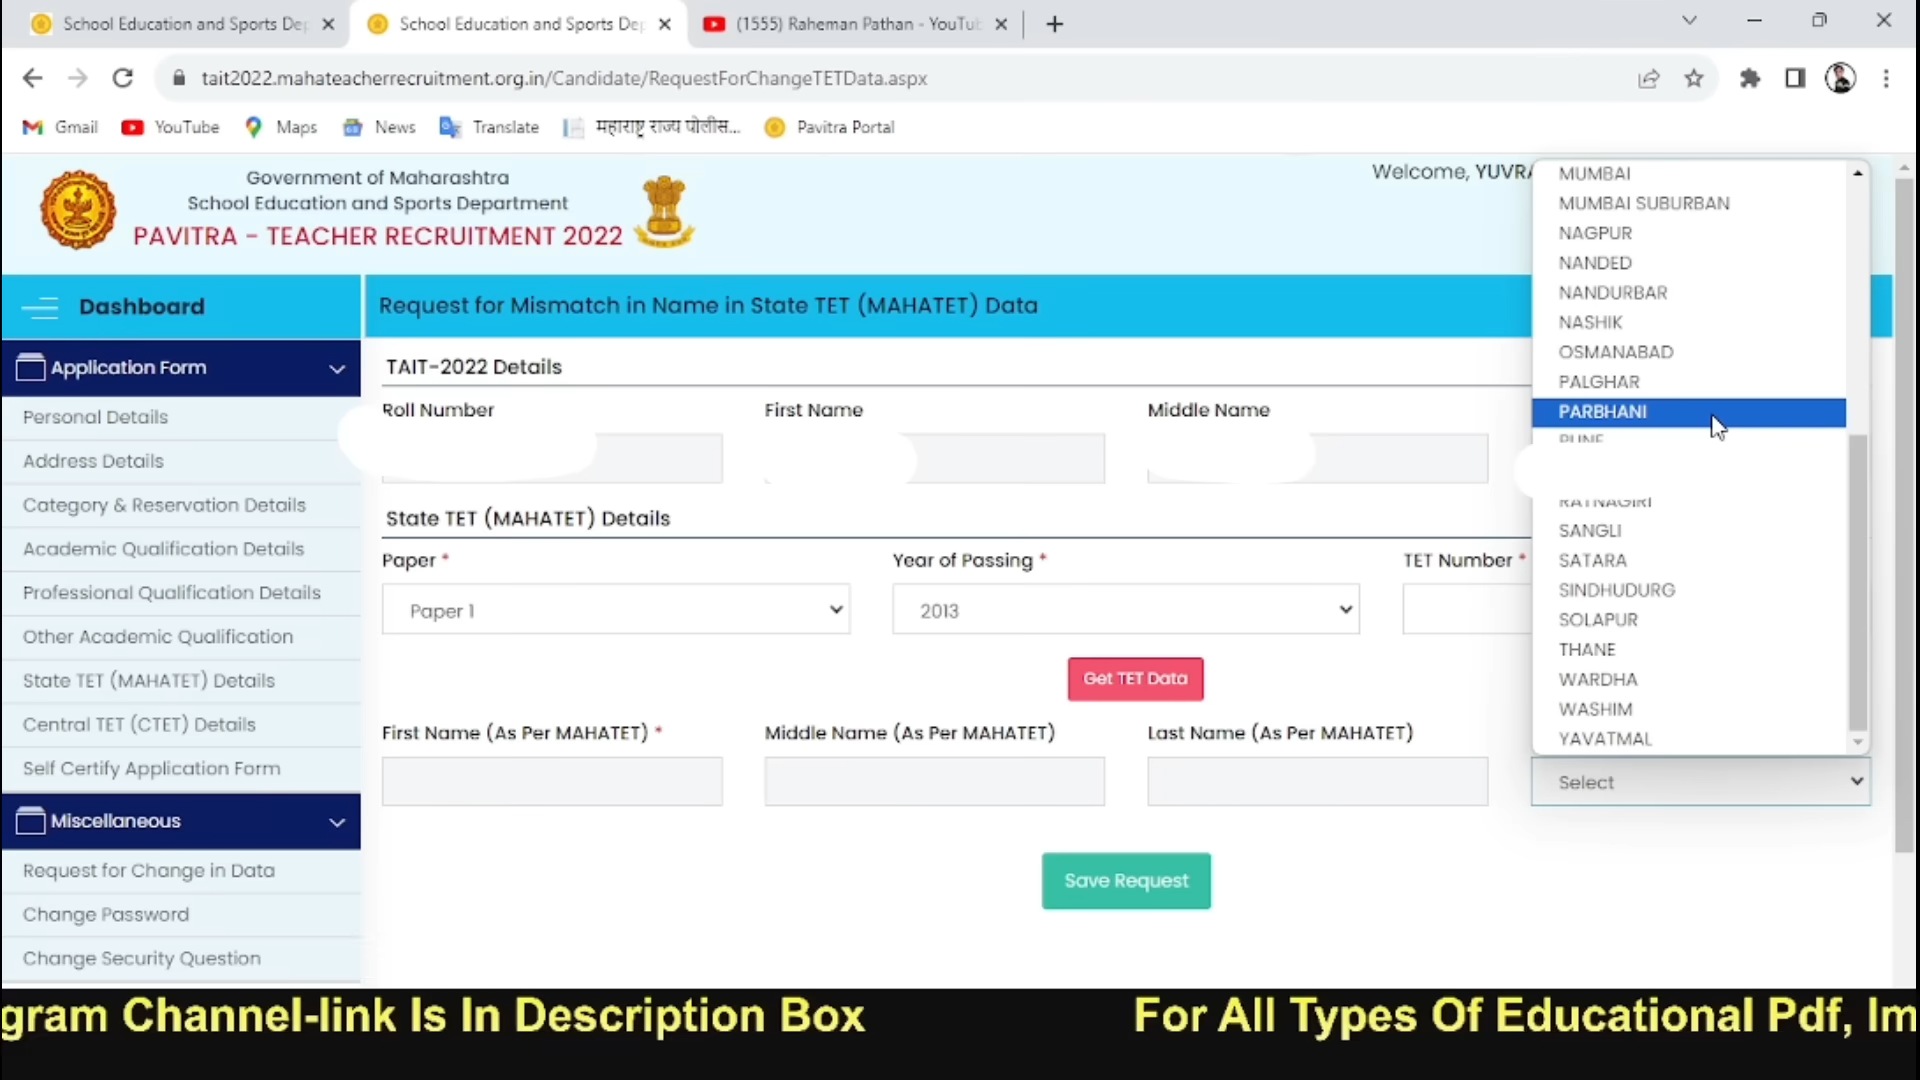 School Education and Sports De
School Education and Sports De
(1555) Raheman Pathan - YouTu
tait2022.mahateacherrecruitment.org.in/Candidate/RequestForChangeTETData.aspx
Gmail
YouTube
Maps
News
Translate
महाराष्ट्र राज्य पोलीस...
Pavitra Portal
Government of Maharashtra
School Education and Sports Department
PAVITRA - TEACHER RECRUITMENT 2022
Welcome, YUVRA
Dashboard
Application Form
Personal Details
Address Details
Category & Reservation Details
Academic Qualification Details
Professional Qualification Details
Other Academic Qualification
State TET (MAHATET) Details
Central TET (CTET) Details
Self Certify Application Form
Miscellaneous
Request for Change in Data
Change Password
Change Security Question
Request for Mismatch in Name in State TET (MAHATET) Data
TAIT-2022 Details
Roll Number
First Name
Middle Name
State TET (MAHATET) Details
Paper *
Year of Passing *
TET Number *
Paper 1
2013
Get TET Data
First Name (As Per MAHATET) *
Middle Name (As Per MAHATET)
Last Name (As Per MAHATET)
Save Request
MUMBAI
MUMBAI SUBURBAN
NAGPUR
NANDED
NANDURBAR
NASHIK
OSMANABAD
PALGHAR
PARBHANI
PUNE
RATNAGIRI
SANGLI
SATARA
SINDHUDURG
SOLAPUR
THANE
WARDHA
WASHIM
YAVATMAL
Select
gram Channel-link Is In Description Box
For All Types Of Educational Pdf, Im